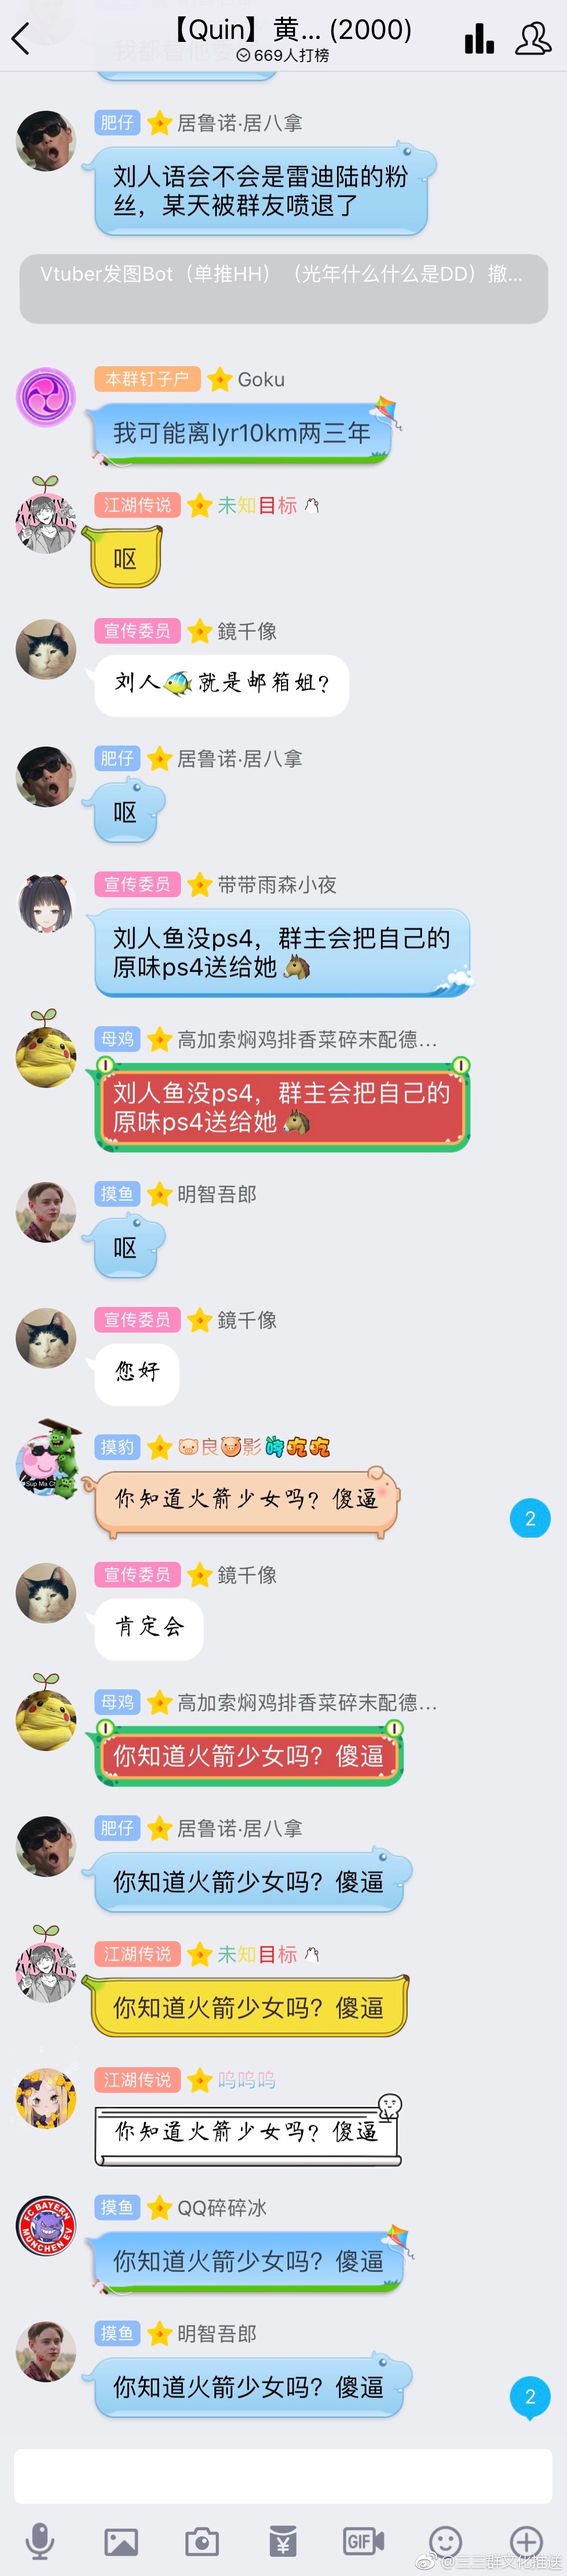 【Quin】黄... (2000)
669人打榜
肥仔 居鲁诺·居八拿
刘人语会不会是雷迪陆的粉
丝，某天被群友喷退了
Vtuber发图Bot（单推HH）（光年什么什么是DD）撤...
本群钉子户 Goku
我可能离lyr10km两三年
江湖传说 未知目标
呕
宣传委员 鏡千像
刘人🐠就是邮箱姐？
肥仔 居鲁诺·居八拿
呕
宣传委员 带带雨森小夜
刘人鱼没ps4，群主会把自己的
原味ps4送给她🐴
母鸡 高加索焖鸡排香菜碎末配德...
刘人鱼没ps4，群主会把自己的
原味ps4送给她🐴
摸鱼 明智吾郎
呕
宣传委员 鏡千像
您好
摸豹 🐷良🐷影啤吃吃
你知道火箭少女吗？傻逼
2
宣传委员 鏡千像
肯定会
母鸡 高加索焖鸡排香菜碎末配德...
你知道火箭少女吗？傻逼
肥仔 居鲁诺·居八拿
你知道火箭少女吗？傻逼
江湖传说 未知目标
你知道火箭少女吗？傻逼
江湖传说 呜呜呜
你知道火箭少女吗？傻逼
摸鱼 QQ碎碎冰
你知道火箭少女吗？傻逼
摸鱼 明智吾郎
你知道火箭少女吗？傻逼
2
GIF
@三三群文化推送